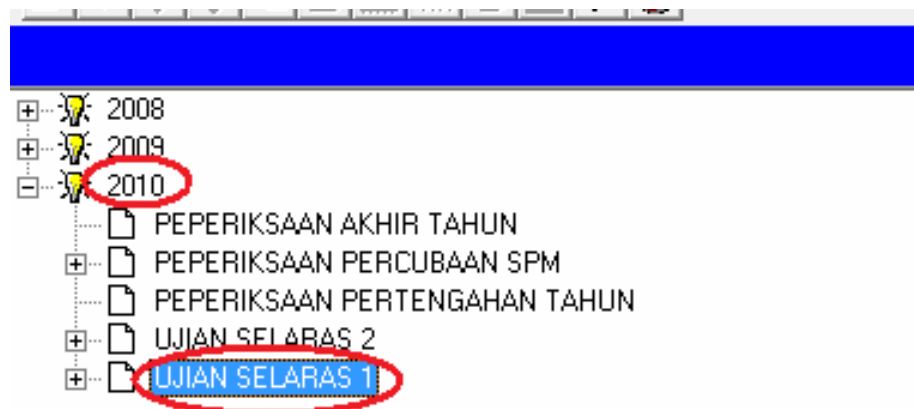 2008
2009
2010
PEPERIKSAAN AKHIR TAHUN
PEPERIKSAAN PERCUBAAN SPM
PEPERIKSAAN PERTENGAHAN TAHUN
UJIAN SELARAS 2
UJIAN SELARAS 1